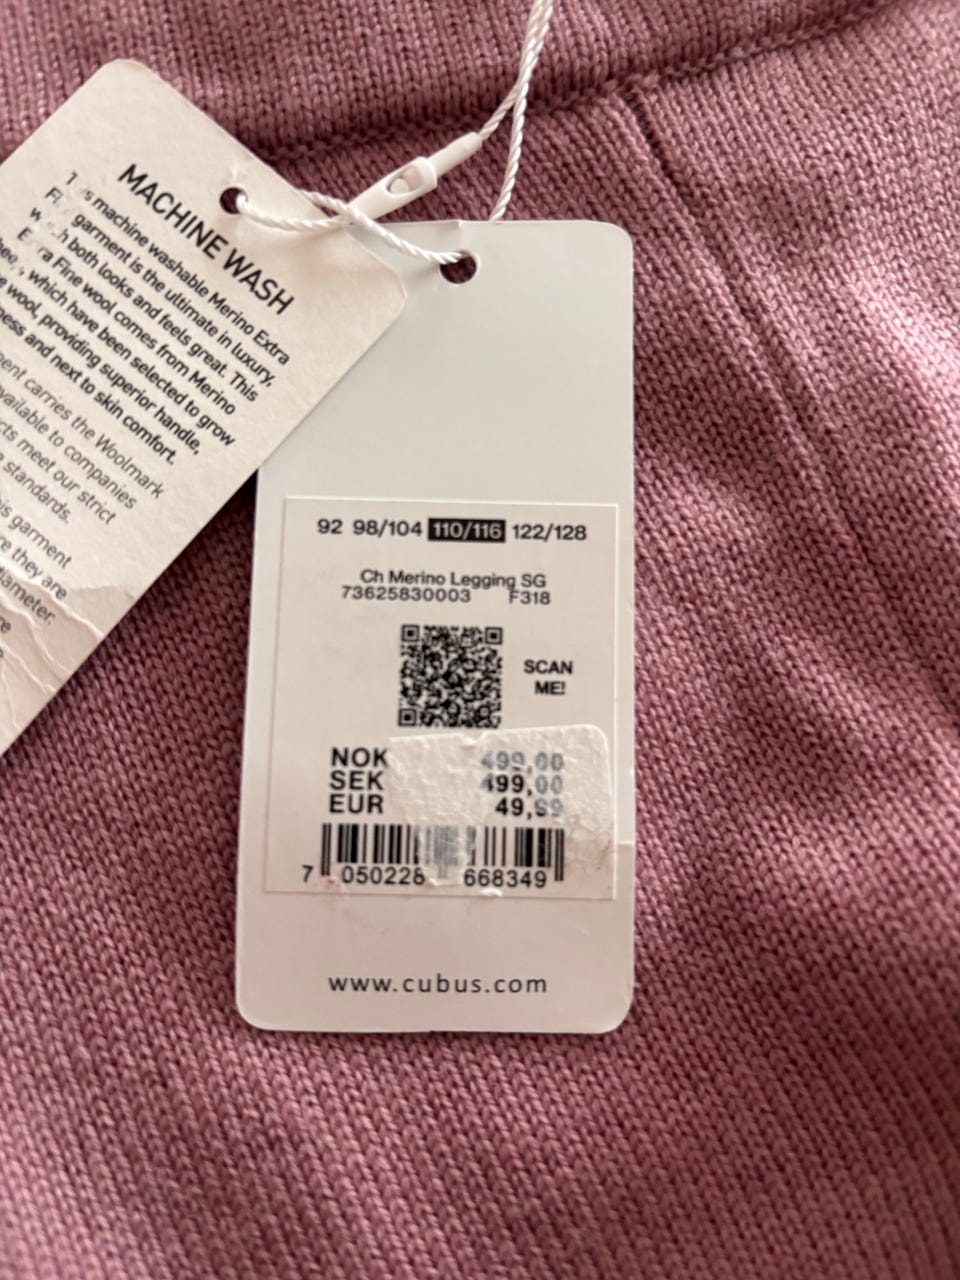 MACHINE WASH
machine washable Merino Extra
garment is the ultimate in luxury,
both looks and feels great. This
Fine wool comes from Merino
which have been selected to grow
wool, providing superior handle,
and next to skin comfort.
carries the Woolmark
to companies
meet our strict
standards.
garment
they are
92 98/104 110/116 122/128
Ch Merino Legging SG
73625830003 F318
SCAN
ME!
NOK 499,00
SEK 499,00
EUR 49,99
7 050228 668349
www.cubus.com